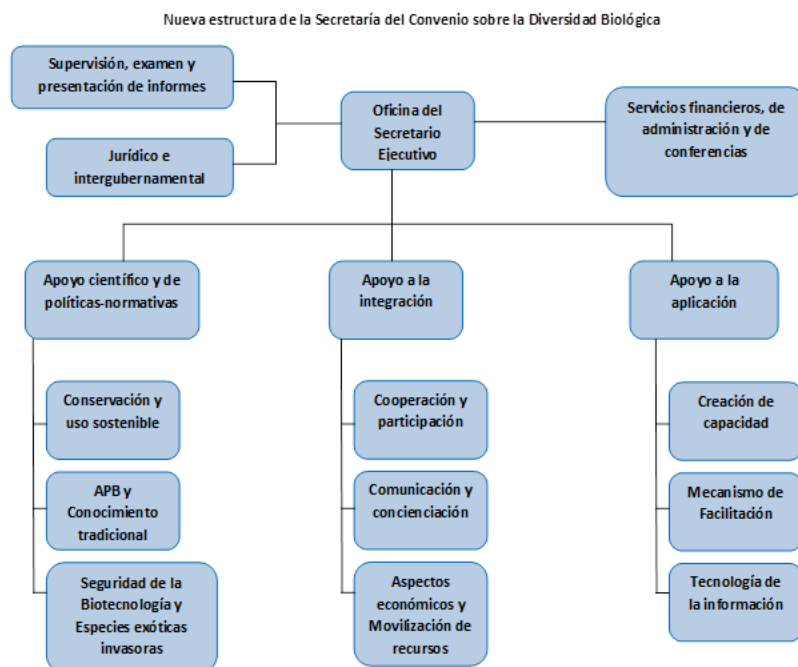 Nueva estructura de la Secretaría del Convenio sobre la Diversidad Biológica
Supervisión, examen y
presentación de informes
Jurídico e
intergubernamental
Oficina del
Secretario
Ejecutivo
Servicios financieros, de
administración y de
conferencias
Apoyo científico y de
políticas-normativas
Conservación y
uso sostenible
APB y
Conocimiento
tradicional
Seguridad de la
Biotecnología y
Especies exóticas
invasoras
Apoyo a la
integración
Cooperación y
participación
Comunicación y
concienciación
Aspectos
económicos y
Movilización de
recursos
Apoyo a la
aplicación
Creación de
capacidad
Mecanismo de
Facilitación
Tecnología de
la información